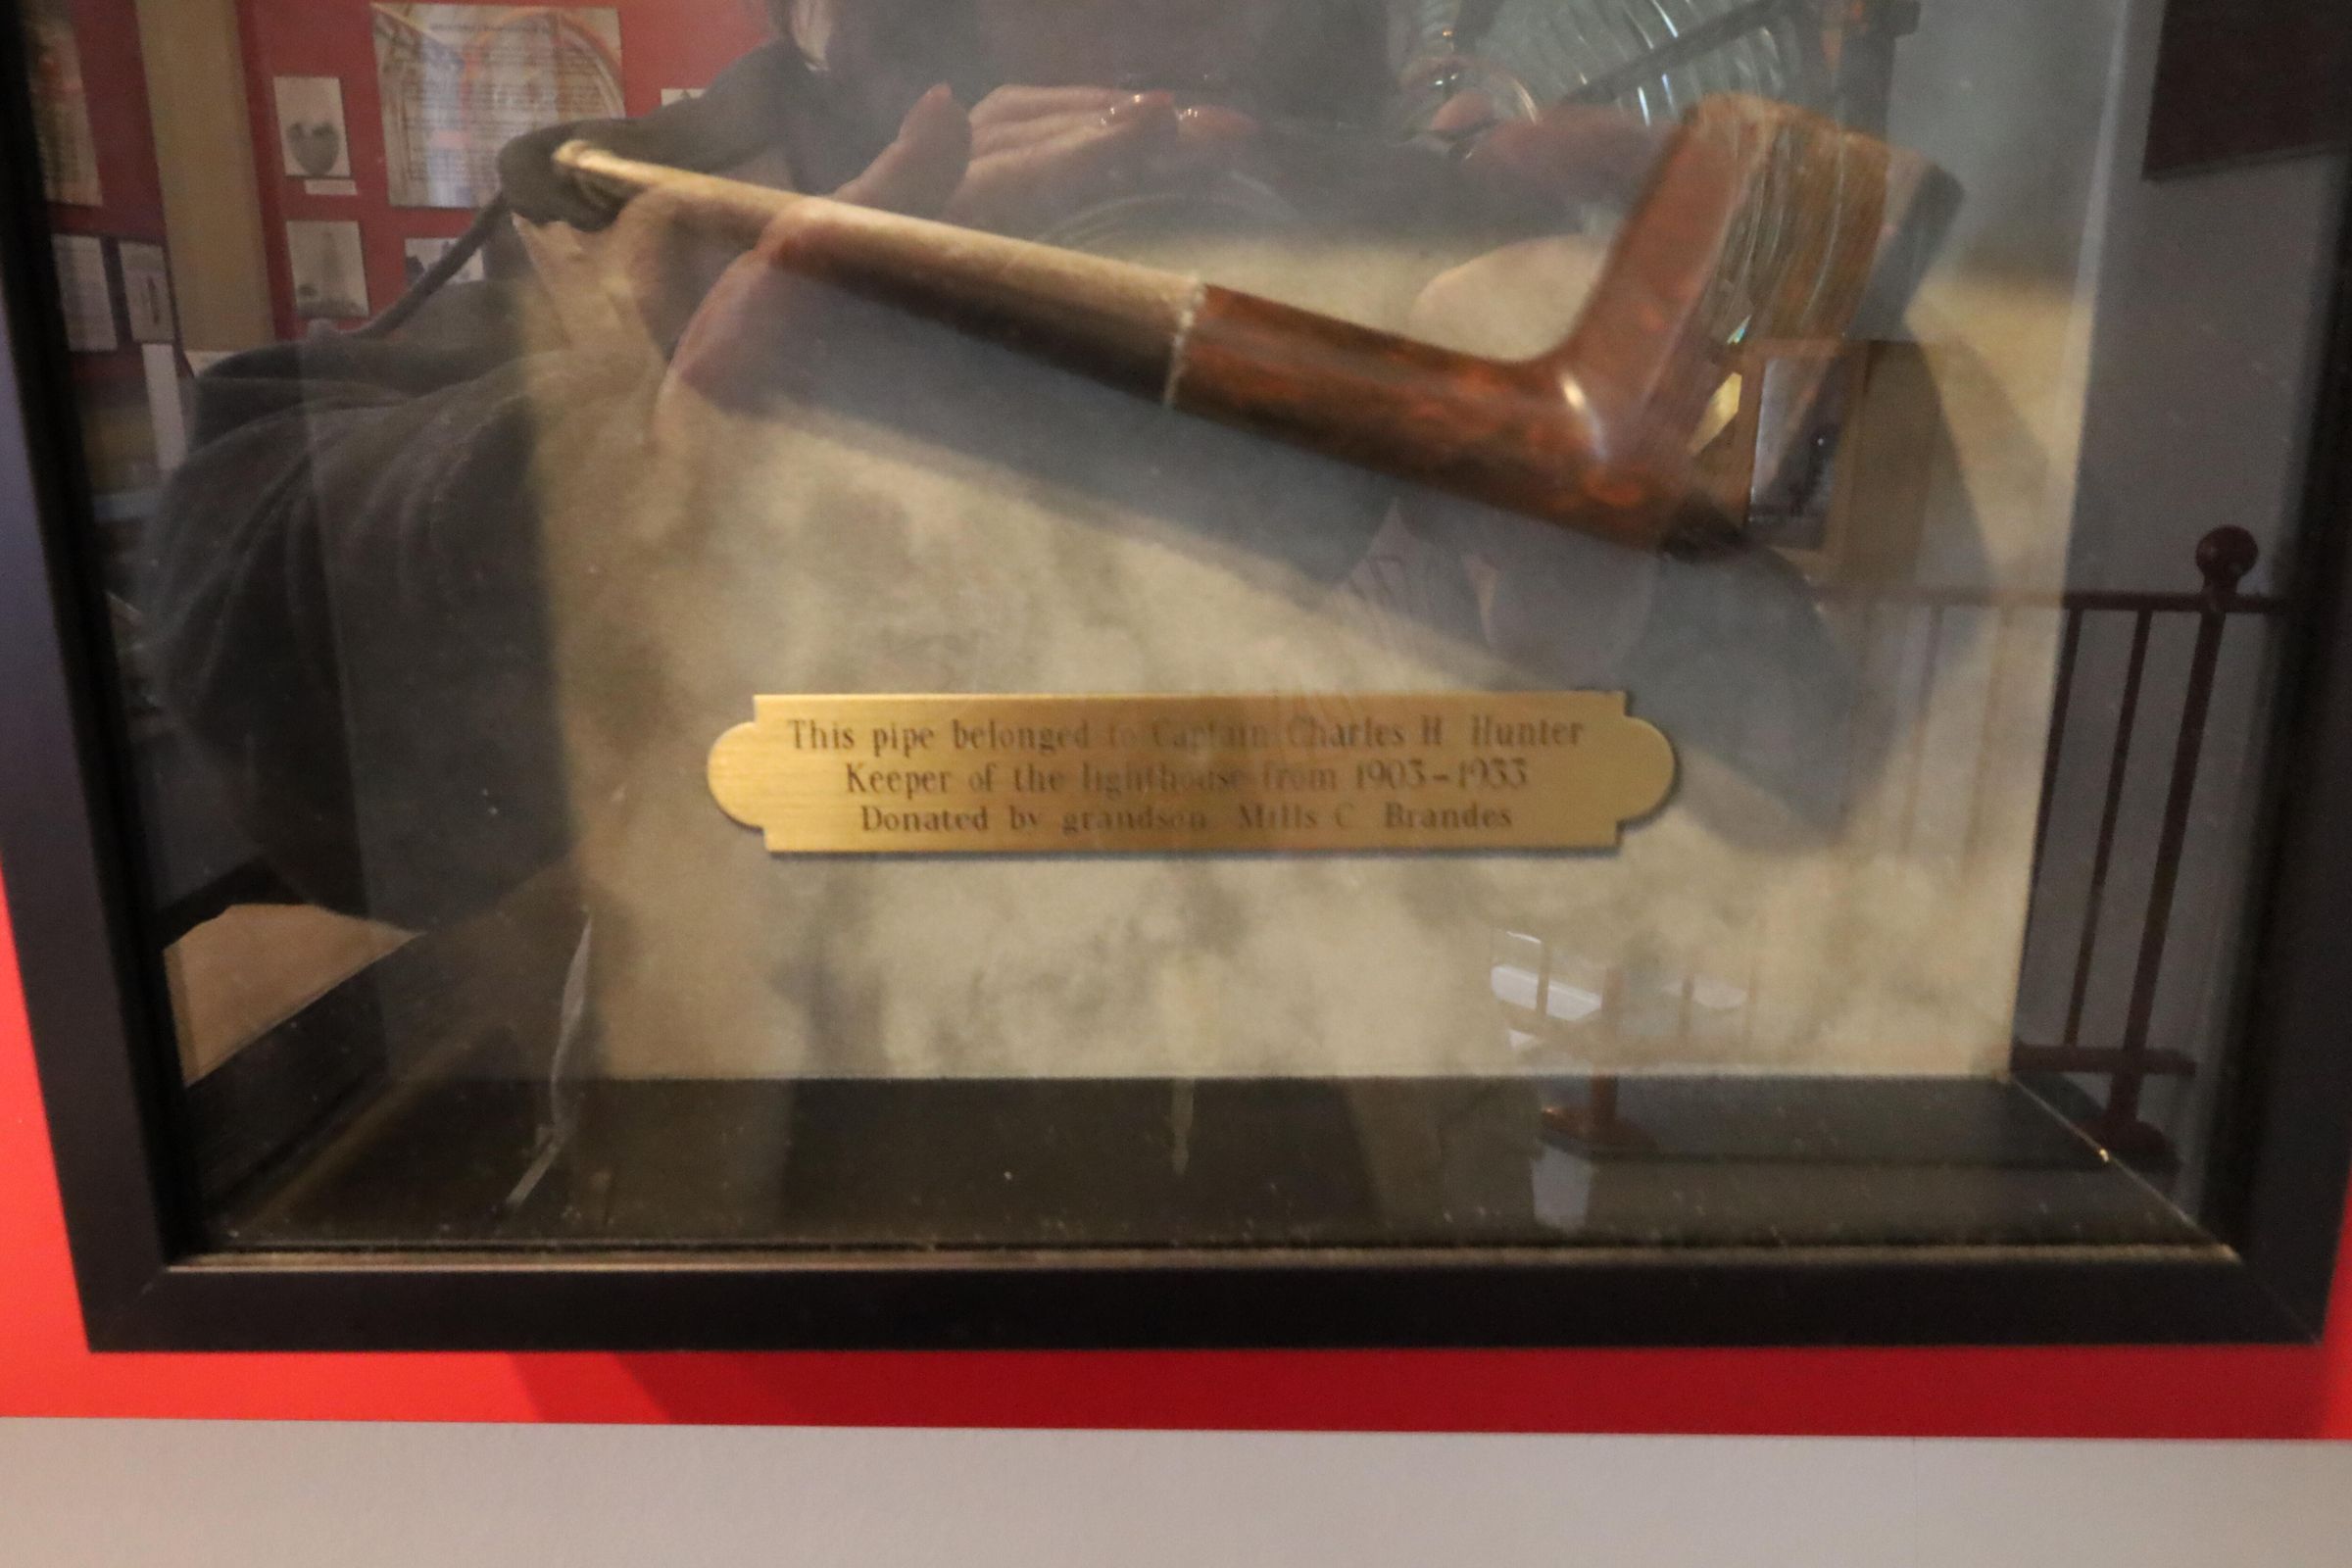 This pipe belonged to Captain Charles H Hunter
Keeper of the lighthouse from 1903-1933
Donated by grandson Mills C Brandes